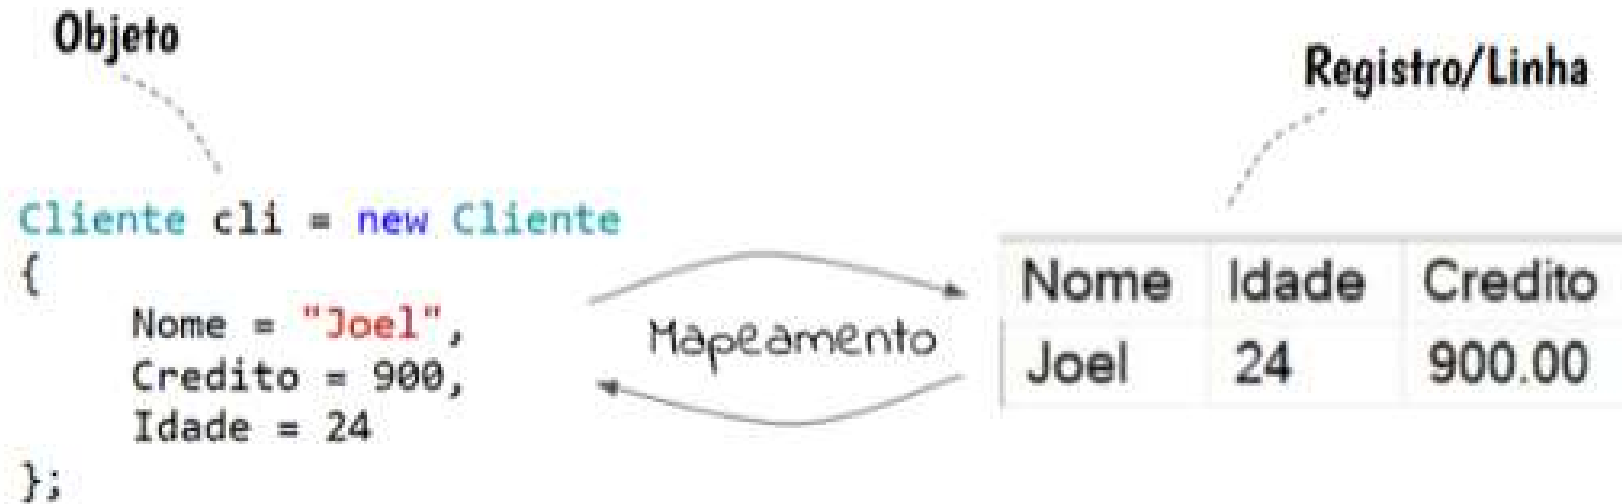 Objeto
Registro/Linha
Cliente cli = new Cliente
{
Nome = "Joel",
Credito = 900,
Idade = 24
};
Mapeamento
Nome Idade Credito
Joel 24 900.00